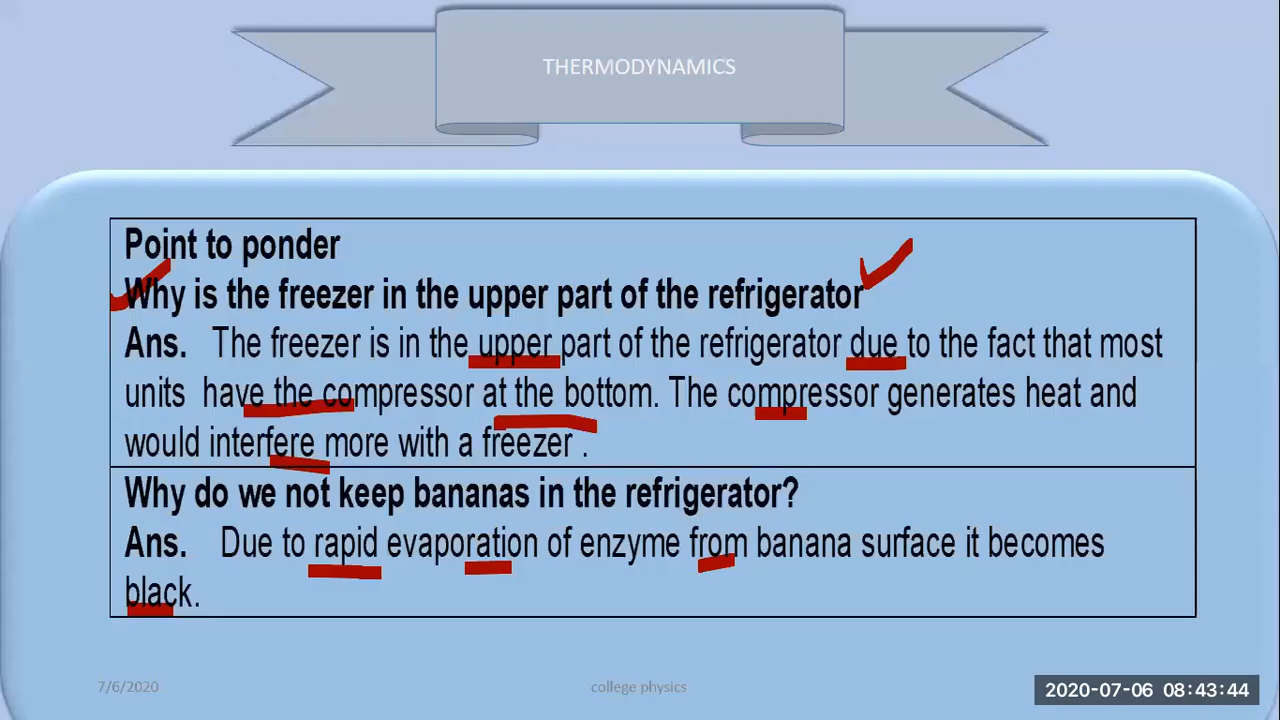 THERMODYNAMICS
Point to ponder
Why is the freezer in the upper part of the refrigerator
Ans. The freezer is in the upper part of the refrigerator due to the fact that most
units have the compressor at the bottom. The compressor generates heat and
would interfere more with a freezer .
Why do we not keep bananas in the refrigerator?
Ans. Due to rapid evaporation of enzyme from banana surface it becomes
black.
7/6/2020
college physics
2020-07-06 08:43:44